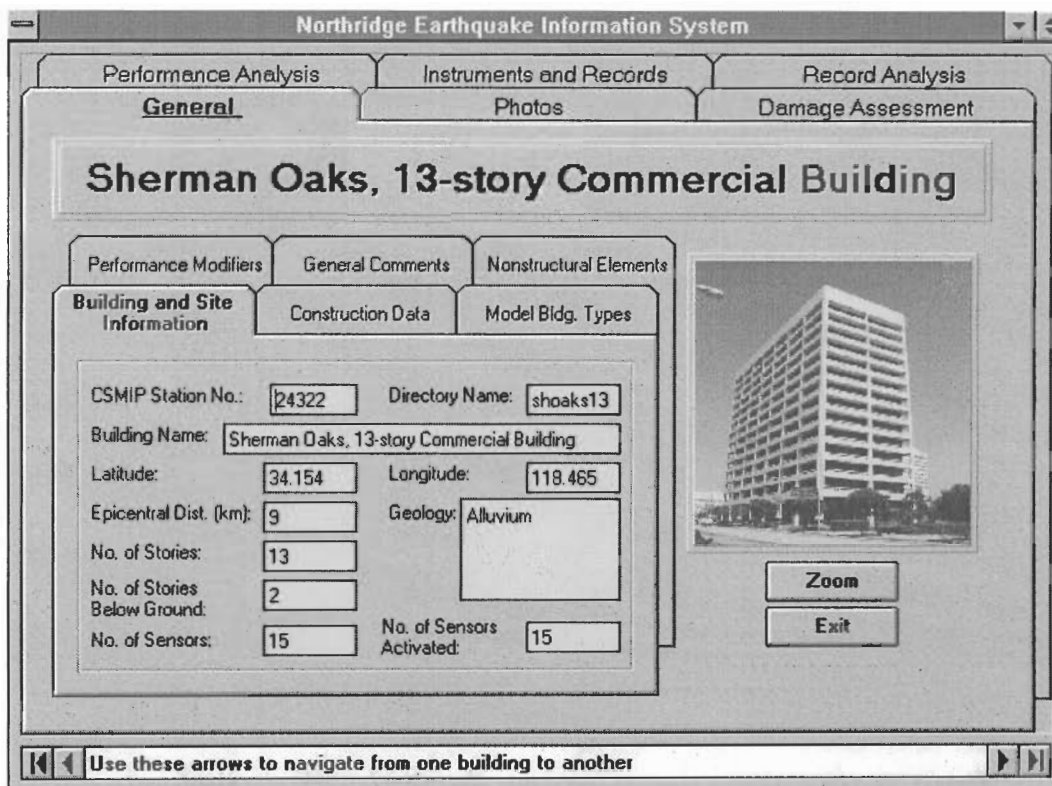 Northridge Earthquake Information System
Performance Analysis Instruments and Records Record Analysis
General Photos Damage Assessment
Sherman Oaks, 13-story Commercial Building
Performance Modifiers General Comments Nonstructural Elements
Building and Site Information Construction Data Model Bldg. Types
CSMIP Station No.: 24322 Directory Name: shoaks13
Building Name: Sherman Oaks, 13-story Commercial Building
Latitude: 34.154 Longitude: 118.465
Epicentral Dist. (km): 9 Geology: Alluvium
No. of Stories: 13
No. of Stories
Below Ground: 2
No. of Sensors: 15 No. of Sensors
Activated: 15
Zoom
Exit
Use these arrows to navigate from one building to another